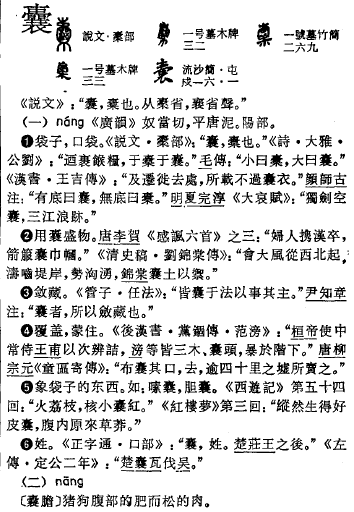 囊
説文·㯻部
一号墓木牌
三二
一號墓竹簡
二六九
一号墓木牌
三三
流沙簡·屯
戍一六·一
《説文》：“囊，橐也。从㯻省，襄省聲。”
（一）náng《廣韻》奴當切，平唐泥。陽部。
❶袋子，口袋。《説文·㯻部》：“囊，橐也。”《詩·大雅·
公劉》：“迺裹餱糧，于橐于囊。”毛傳：“小曰橐，大曰囊。”
《漢書·王吉傳》：“及遷徙去處，所載不過囊衣。”顔師古
注：“有底曰囊，無底曰橐。”明夏完淳《大哀賦》：“獨劍空
囊，三江浪跡。”
❷用囊盛物。唐李賀《感諷六首》之三：“婦人携漢卒，
箭箙囊巾幗。”《清史稿·劉錦棠傳》：“會大風從西北起，
濤囓堤岸，勢洶湧，錦棠囊土以禦。”
❸斂藏。《管子·任法》：“皆囊于法以事其主。”尹知章
注：“囊者，所以斂藏也。”
❹覆蓋，蒙住。《後漢書·黨錮傳·范滂》：“桓帝使中
常侍王甫以次辨詰，滂等皆三木、囊頭，暴於階下。”唐柳
宗元《童區寄傳》：“布囊其口，去，逾四十里之墟所賣之。”
❺象袋子的东西。如：嗉囊，胆囊。《西遊記》第五十四
回：“火荔枝，核小囊紅。”《紅樓夢》第三回：“縱然生得好
皮囊，腹内原來草莽。”
❻姓。《正字通·口部》：“囊，姓。楚莊王之後。”《左
傳·定公二年》：“楚囊瓦伐吴。”
（二）nāng
〔囊膪〕猪狗腹部的肥而松的肉。